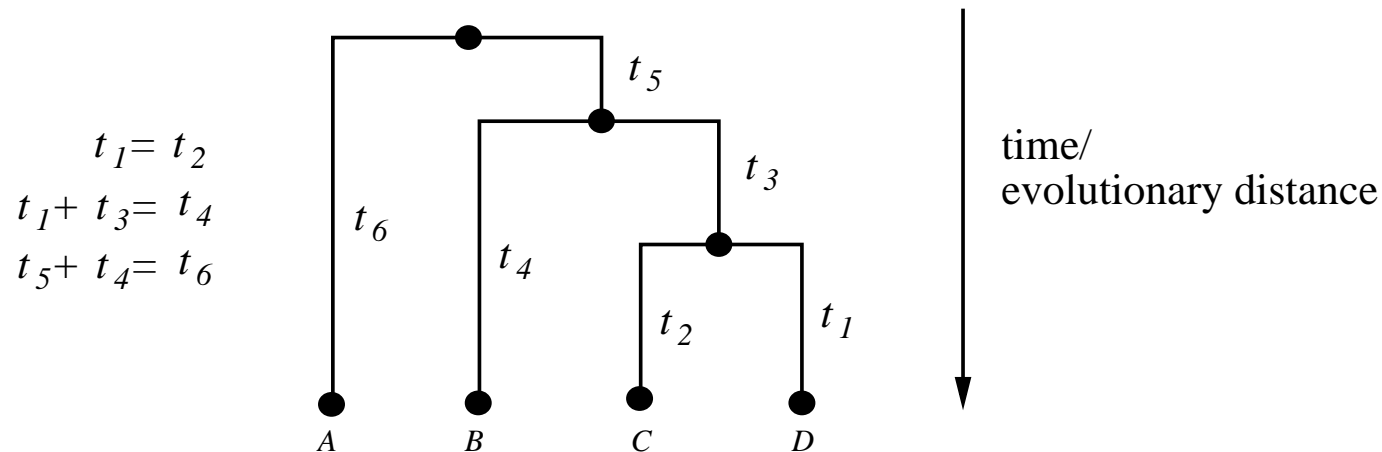 t1= t2
t1+ t3= t4
t5+ t4= t6
t6
t5
t4
t3
t2
t1
A
B
C
D
time/
evolutionary distance